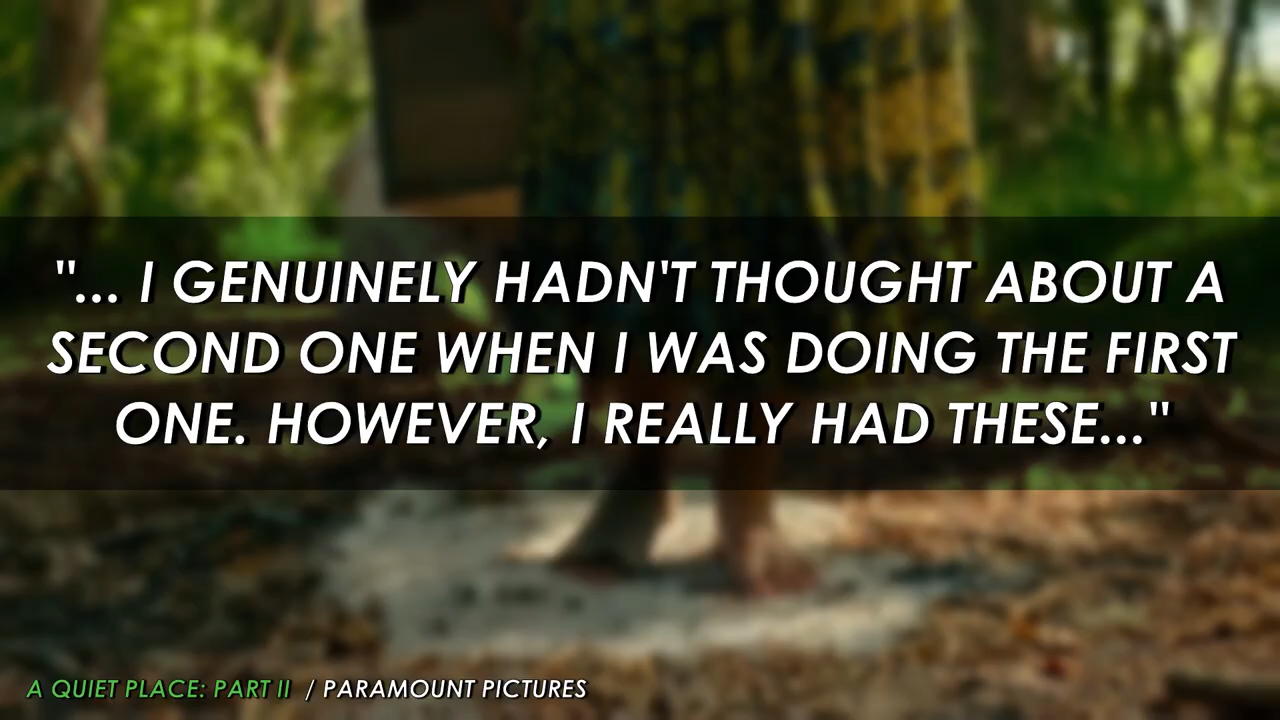 "... I GENUINELY HADN'T THOUGHT ABOUT A
SECOND ONE WHEN I WAS DOING THE FIRST
ONE. HOWEVER, I REALLY HAD THESE..."
A QUIET PLACE: PART II / PARAMOUNT PICTURES